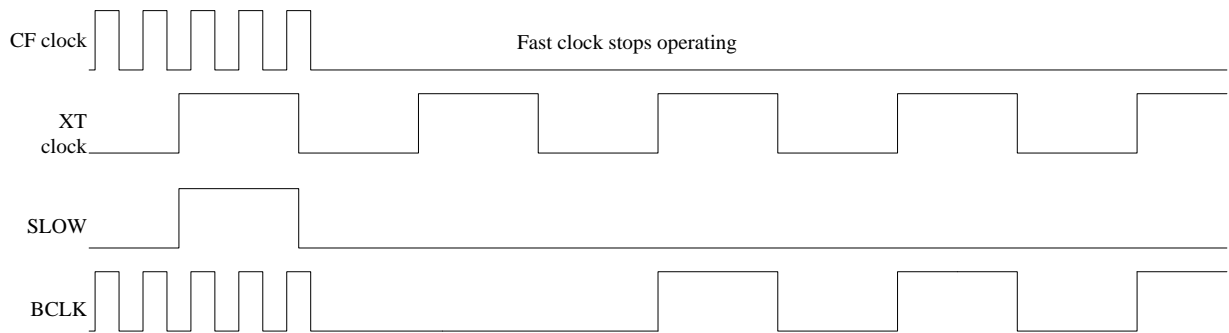 CF clock
Fast clock stops operating
XT
clock
SLOW
BCLK